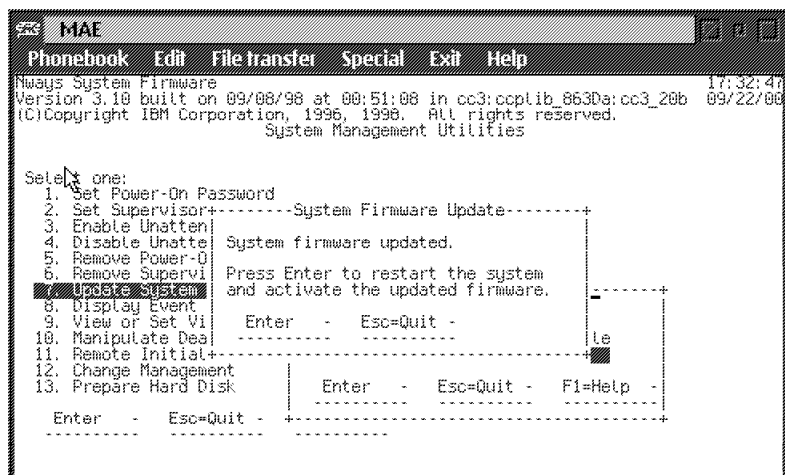 MAE
Phonebook Edit File transfer Special Exit Help
Nways System Firmware 17:32:47
Version 3.10 built on 09/08/98 at 00:51:08 in cc3:ccplib_863Da:cc3_20b 09/22/00
(C)Copyright IBM Corporation, 1996, 1998. All rights reserved.
System Management Utilities
Select one:
1. Set Power-On Password
2. Set Supervisor
3. Enable Unatten
4. Disable Unatte
5. Remove Power-O
6. Remove Supervi
7. Update System
8. Display Event
9. View or Set Vi
10. Manipulate Dea
11. Remote Initial
12. Change Management
13. Prepare Hard Disk
Enter - Esc=Quit -
System Firmware Update
System firmware updated.
Press Enter to restart the system
and activate the updated firmware.
Enter - Esc=Quit -
le
Enter - Esc=Quit - F1=Help -